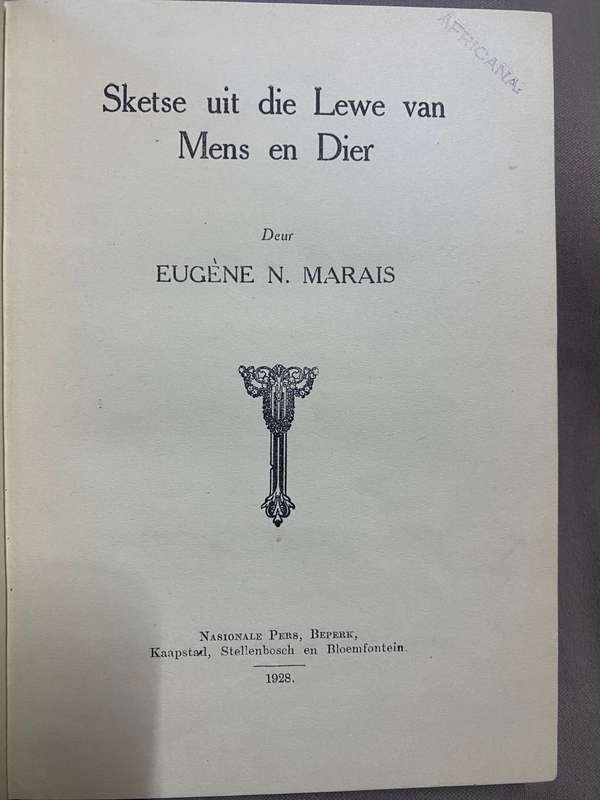 AFRICANA.
Sketse uit die Lewe van
Mens en Dier
Deur
EUGÈNE N. MARAIS
NASIONALE PERS, BEPERK,
Kaapstad, Stellenbosch en Bloemfontein.
1928.